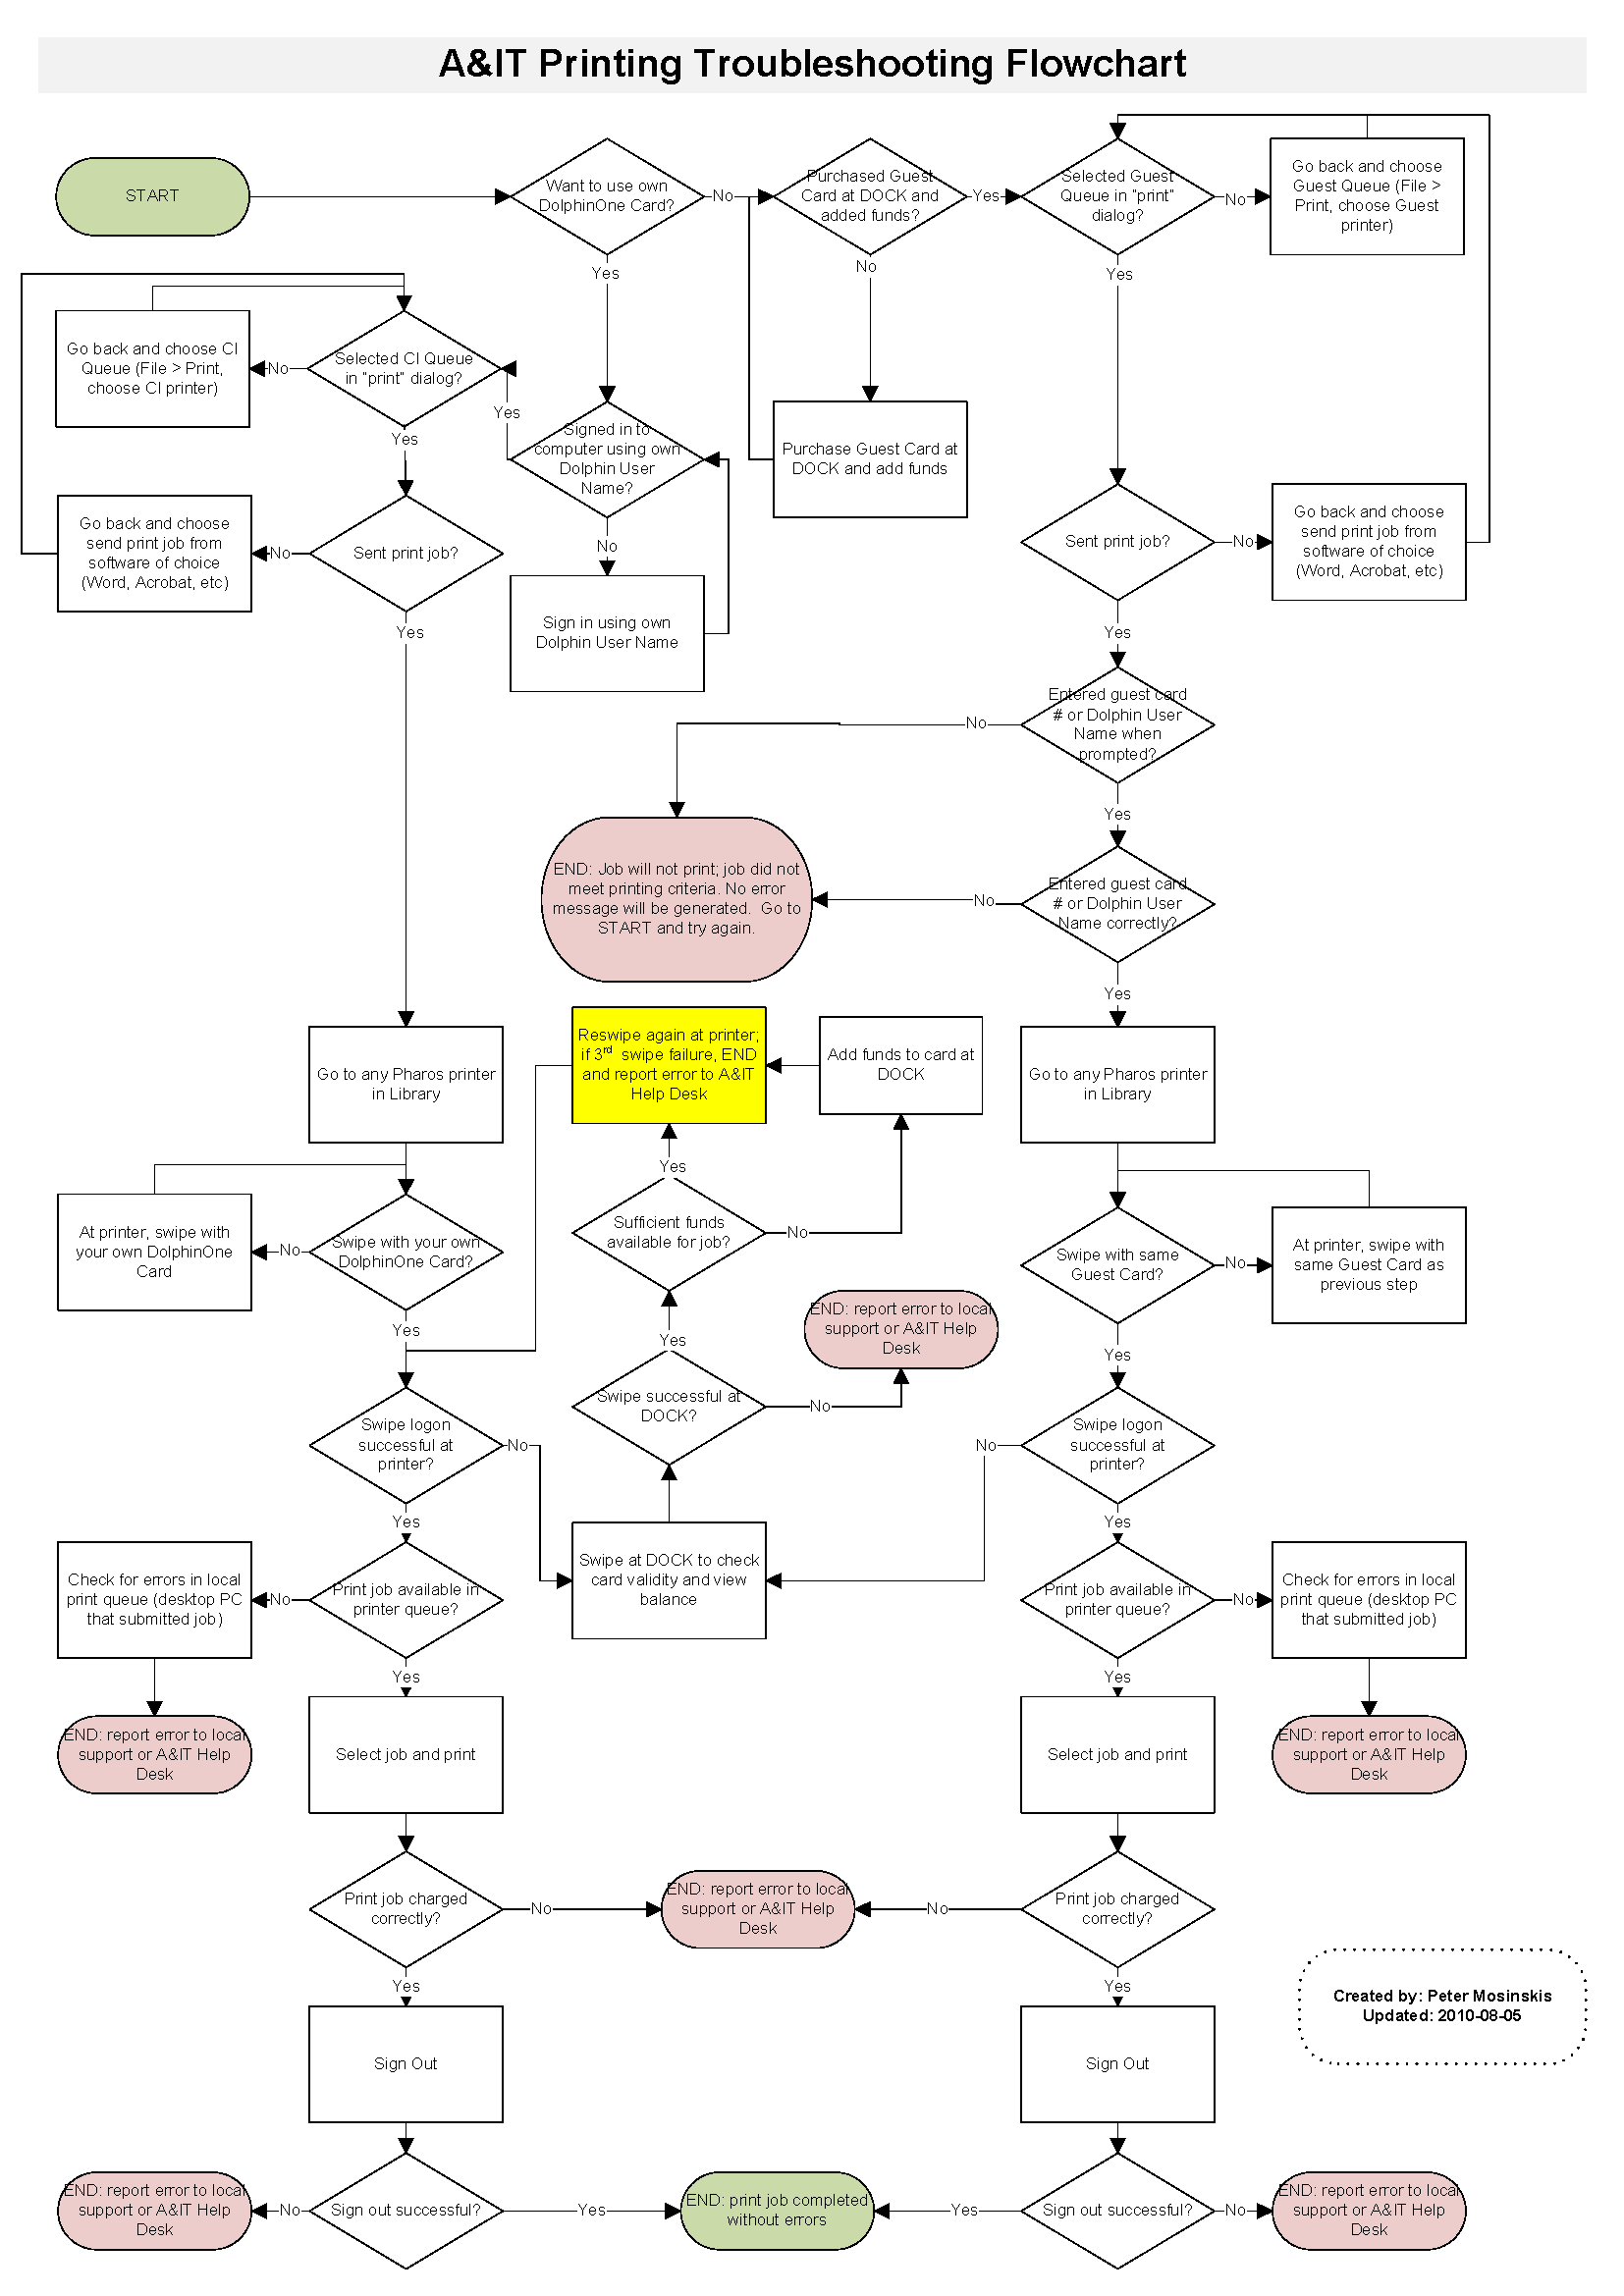 A&IT Printing Troubleshooting Flowchart
START
Want to use own
DolphinOne Card?
No
Purchased Guest
Card at DOCK and
added funds?
Yes
Selected Guest
Queue in "print"
dialog?
No
Go back and choose
Guest Queue (File >
Print, choose Guest
printer)
Yes
No
Yes
Go back and choose CI
Queue (File > Print,
choose CI printer)
No
Selected CI Queue
in "print" dialog?
Yes
Yes
Signed in to
computer using own
Dolphin User
Name?
Purchase Guest Card at
DOCK and add funds
Go back and choose
send print job from
software of choice
(Word, Acrobat, etc)
No
Sent print job?
No
Sent print job?
No
Go back and choose
send print job from
software of choice
(Word, Acrobat, etc)
Yes
Sign in using own
Dolphin User Name
Yes
Entered guest card
# or Dolphin User
Name when
prompted?
No
Yes
END: Job will not print; job did not
meet printing criteria. No error
message will be generated.  Go to
START and try again.
No
Entered guest card
# or Dolphin User
Name correctly?
Yes
Go to any Pharos printer
in Library
Reswipe again at printer;
if 3rd swipe failure, END
and report error to A&IT
Help Desk
Add funds to card at
DOCK
Go to any Pharos printer
in Library
Yes
At printer, swipe with
your own DolphinOne
Card
No
Swipe with your own
DolphinOne Card?
Sufficient funds
available for job?
No
Swipe with same
Guest Card?
No
At printer, swipe with
same Guest Card as
previous step
Yes
Yes
END: report error to local
support or A&IT Help
Desk
Yes
Swipe logon
successful at
printer?
No
Swipe successful at
DOCK?
No
No
Swipe logon
successful at
printer?
Yes
Yes
Check for errors in local
print queue (desktop PC
that submitted job)
No
Print job available in
printer queue?
Swipe at DOCK to check
card validity and view
balance
Print job available in
printer queue?
No
Check for errors in local
print queue (desktop PC
that submitted job)
Yes
Yes
END: report error to local
support or A&IT Help
Desk
Select job and print
Select job and print
END: report error to local
support or A&IT Help
Desk
Print job charged
correctly?
No
END: report error to local
support or A&IT Help
Desk
No
Print job charged
correctly?
Yes
Yes
Created by: Peter Mosinskis
Updated: 2010-08-05
Sign Out
Sign Out
END: report error to local
support or A&IT Help
Desk
No
Sign out successful?
Yes
END: print job completed
without errors
Yes
Sign out successful?
No
END: report error to local
support or A&IT Help
Desk